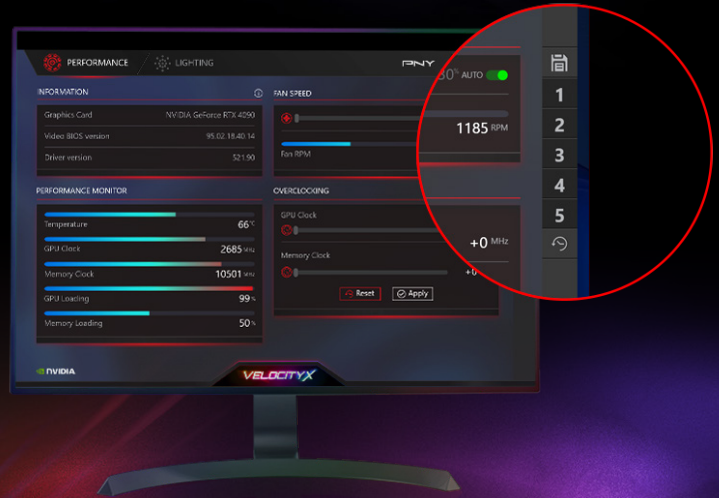 PERFORMANCE
LIGHTING
PNY
INFORMATION
Graphics Card NVIDIA GeForce RTX 4090
Video BIOS version 95.02.18.40.14
Driver version 521.90
FAN SPEED
30% AUTO
1185 RPM
Fan RPM
PERFORMANCE MONITOR
Temperature 66°C
GPU Clock 2685 MHz
Memory Clock 10501 MHz
GPU Loading 99%
Memory Loading 50%
OVERCLOCKING
GPU Clock
+0 MHz
Memory Clock
+0
Reset Apply
1
2
3
4
5
NVIDIA
VELOCITYX